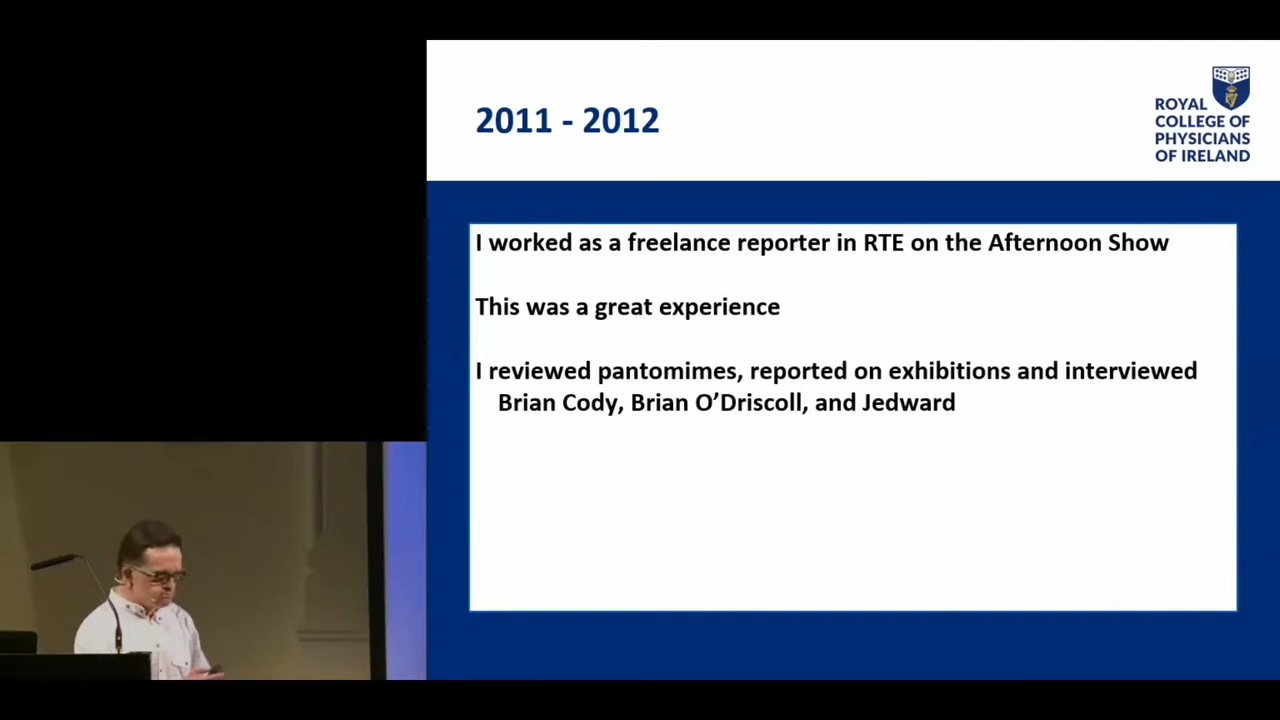 2011 - 2012
ROYAL
COLLEGE OF
PHYSICIANS
OF IRELAND
I worked as a freelance reporter in RTE on the Afternoon Show
This was a great experience
I reviewed pantomimes, reported on exhibitions and interviewed
Brian Cody, Brian O’Driscoll, and Jedward